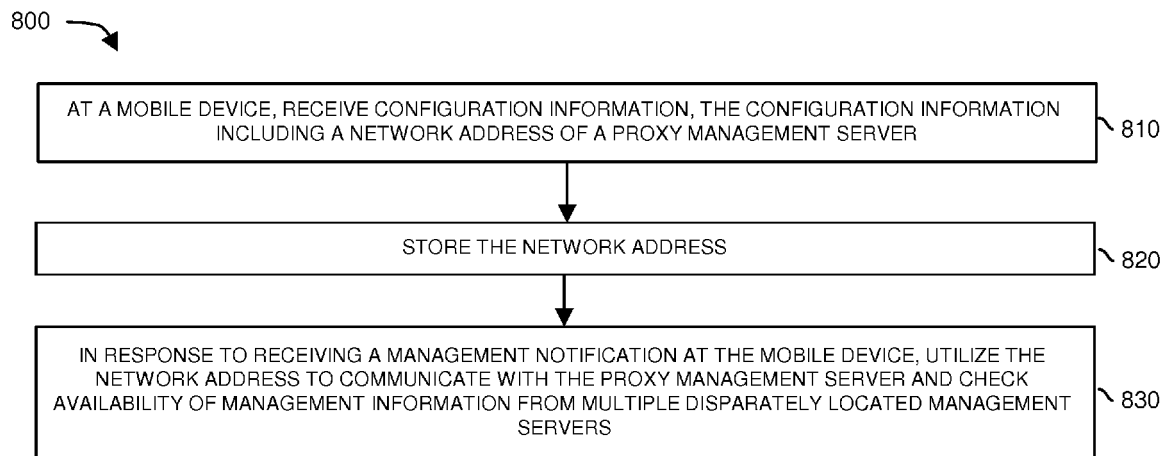 800
AT A MOBILE DEVICE, RECEIVE CONFIGURATION INFORMATION, THE CONFIGURATION INFORMATION
INCLUDING A NETWORK ADDRESS OF A PROXY MANAGEMENT SERVER
810
STORE THE NETWORK ADDRESS
820
IN RESPONSE TO RECEIVING A MANAGEMENT NOTIFICATION AT THE MOBILE DEVICE, UTILIZE THE
NETWORK ADDRESS TO COMMUNICATE WITH THE PROXY MANAGEMENT SERVER AND CHECK
AVAILABILITY OF MANAGEMENT INFORMATION FROM MULTIPLE DISPARATELY LOCATED MANAGEMENT
SERVERS
830